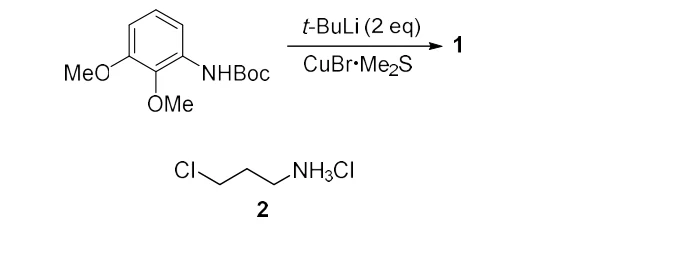 t-BuLi (2 eq)
1
CuBr•Me2S
MeO
NHBoc
OMe
Cl
NH3Cl
2